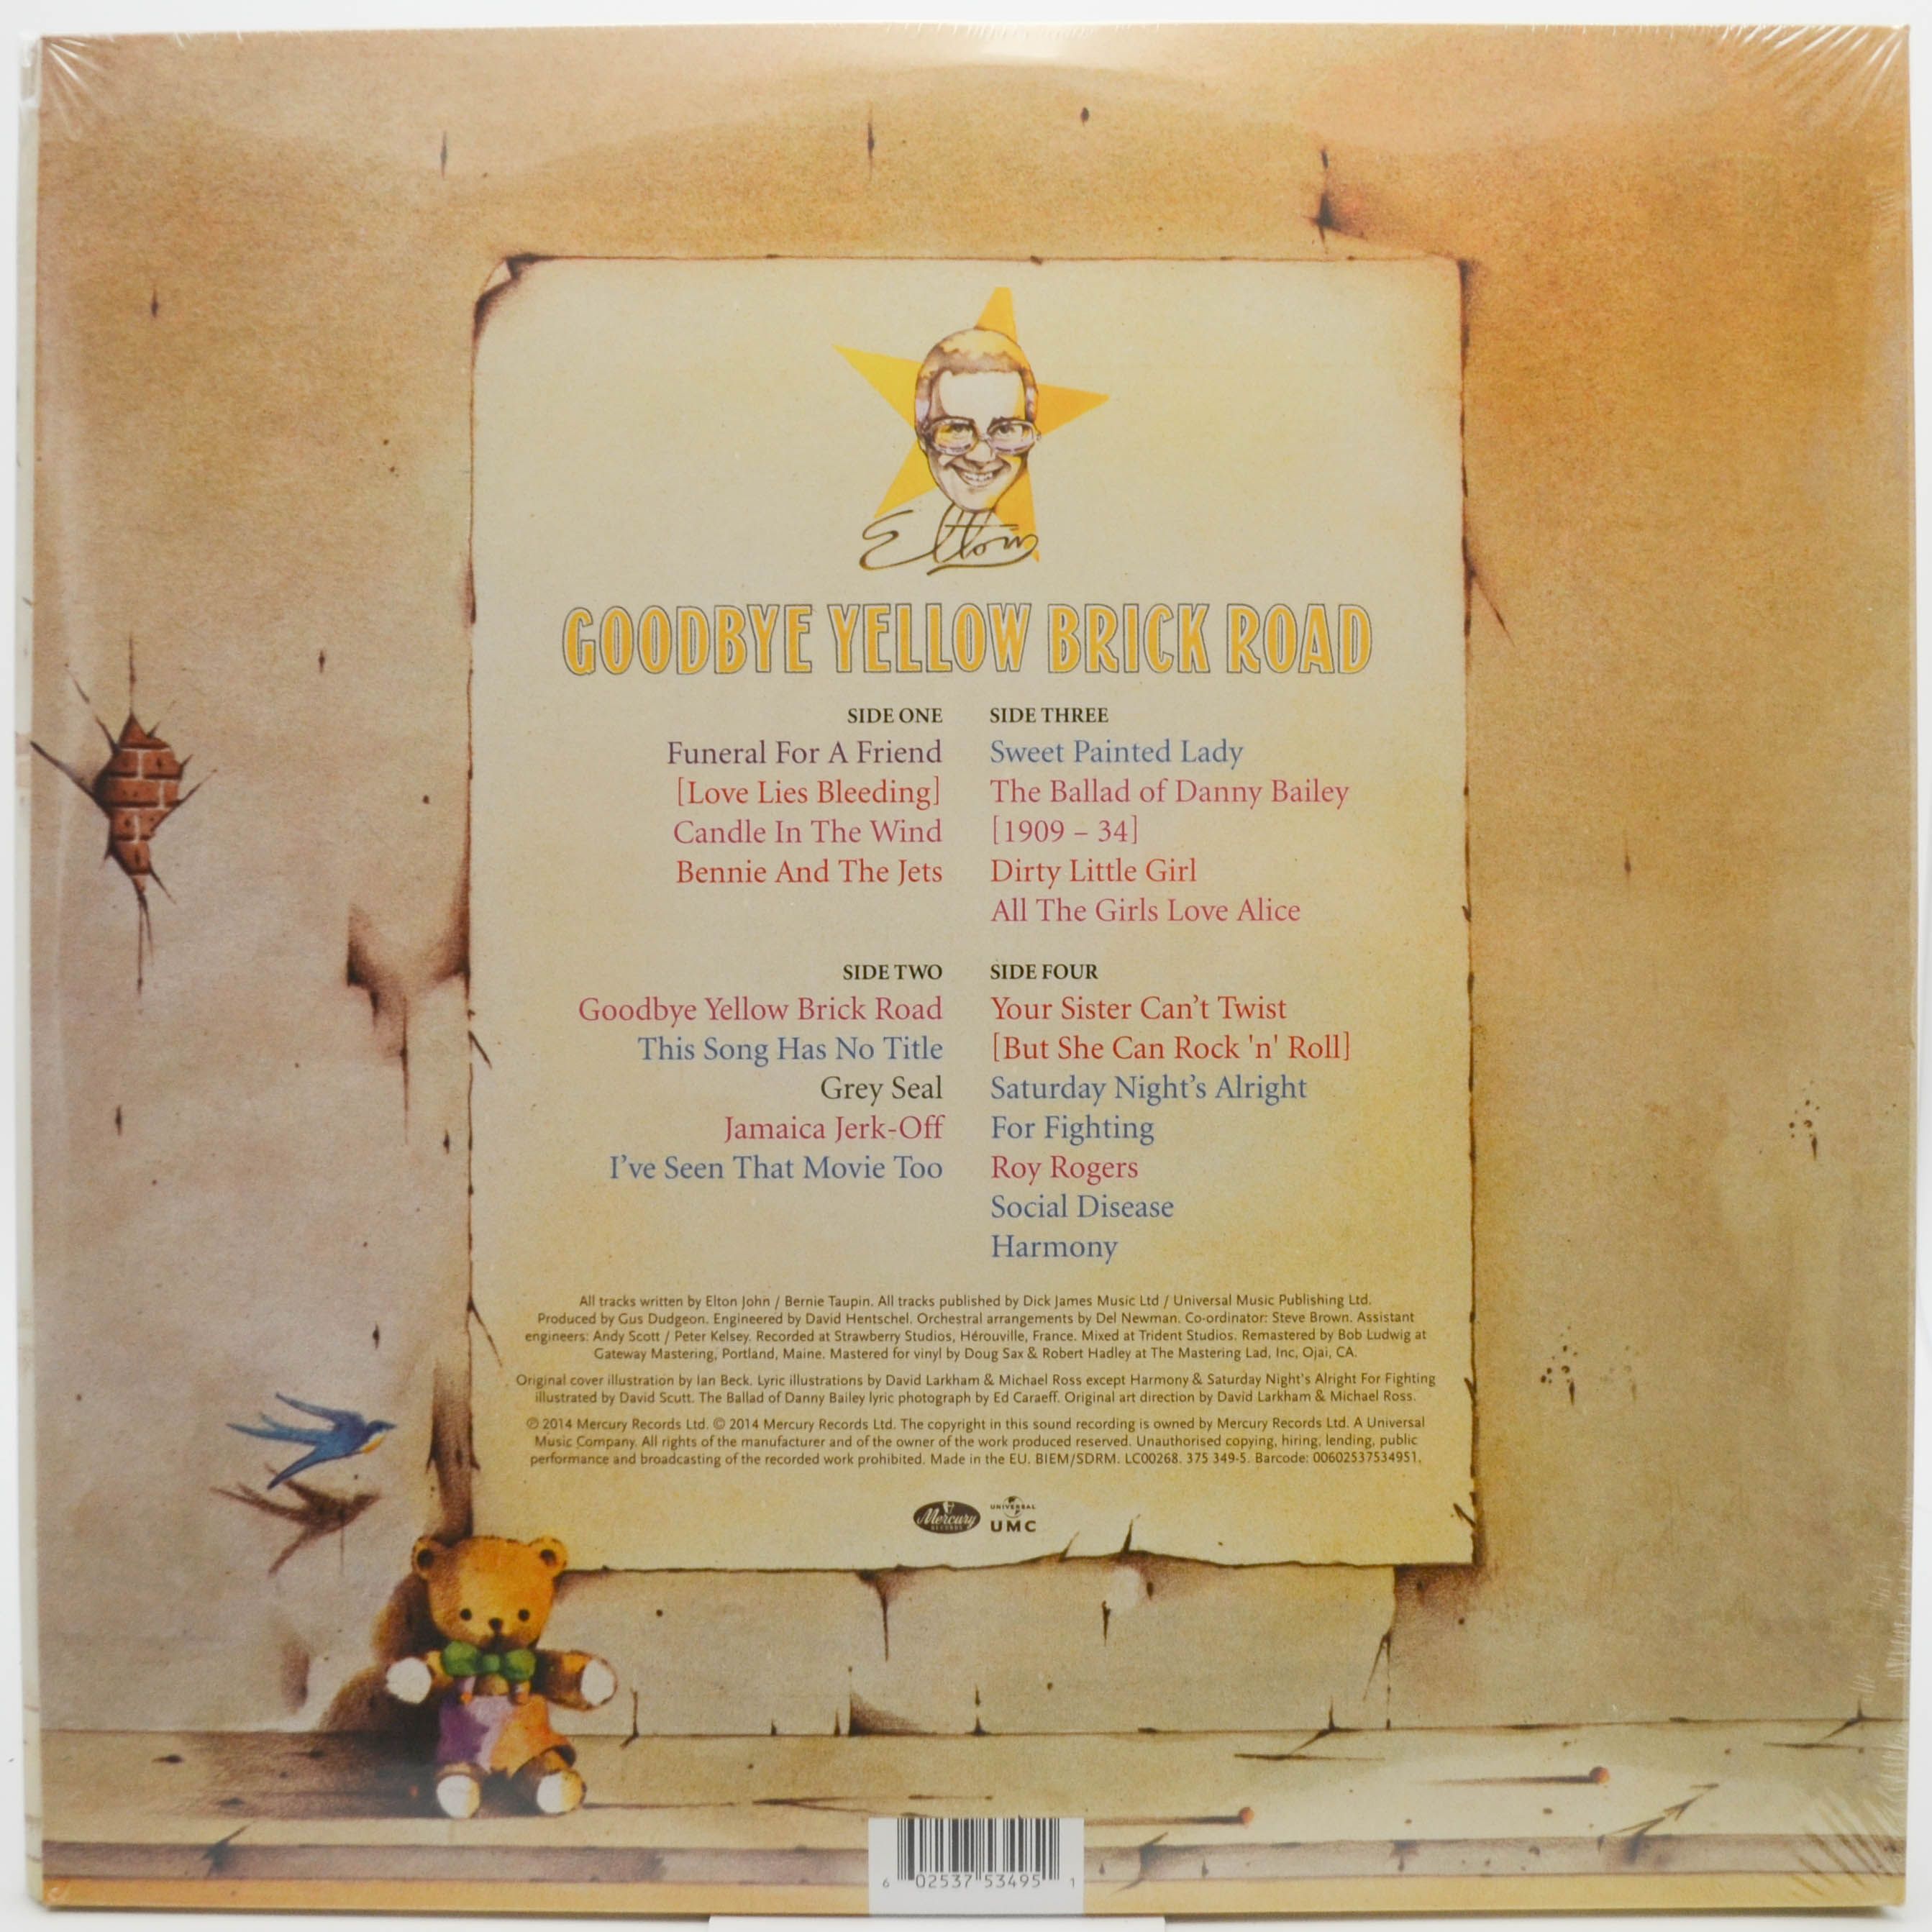 Elton
GOODBYE YELLOW BRICK ROAD
SIDE ONE
Funeral For A Friend
[Love Lies Bleeding]
Candle In The Wind
Bennie And The Jets
SIDE TWO
Goodbye Yellow Brick Road
This Song Has No Title
Grey Seal
Jamaica Jerk-Off
I've Seen That Movie Too
SIDE THREE
Sweet Painted Lady
The Ballad of Danny Bailey
[1909 – 34]
Dirty Little Girl
All The Girls Love Alice
SIDE FOUR
Your Sister Can't Twist
[But She Can Rock 'n' Roll]
Saturday Night's Alright
For Fighting
Roy Rogers
Social Disease
Harmony
All tracks written by Elton John / Bernie Taupin. All tracks published by Dick James Music Ltd / Universal Music Publishing Ltd.
Produced by Gus Dudgeon. Engineered by David Hentschel. Orchestral arrangements by Del Newman. Co-ordinator: Steve Brown. Assistant
engineers: Andy Scott / Peter Kelsey. Recorded at Strawberry Studios, Hérouville, France. Mixed at Trident Studios. Remastered by Bob Ludwig at
Gateway Mastering, Portland, Maine. Mastered for vinyl by Doug Sax & Robert Hadley at The Mastering Lad, Inc, Ojai, CA.
Original cover illustration by Ian Beck. Lyric illustrations by David Larkham & Michael Ross except Harmony & Saturday Night's Alright For Fighting
illustrated by David Scutt. The Ballad of Danny Bailey lyric photograph by Ed Caraeff. Original art direction by David Larkham & Michael Ross.
℗ 2014 Mercury Records Ltd. © 2014 Mercury Records Ltd. The copyright in this sound recording is owned by Mercury Records Ltd. A Universal
Music Company. All rights of the manufacturer and of the owner of the work produced reserved. Unauthorised copying, hiring, lending, public
performance and broadcasting of the recorded work prohibited. Made in the EU. BIEM/SDRM. LC00268. 375 349-5. Barcode: 00602537534951.
Mercury
RECORDS
UNIVERSAL
UMC
6 02537 53495 1